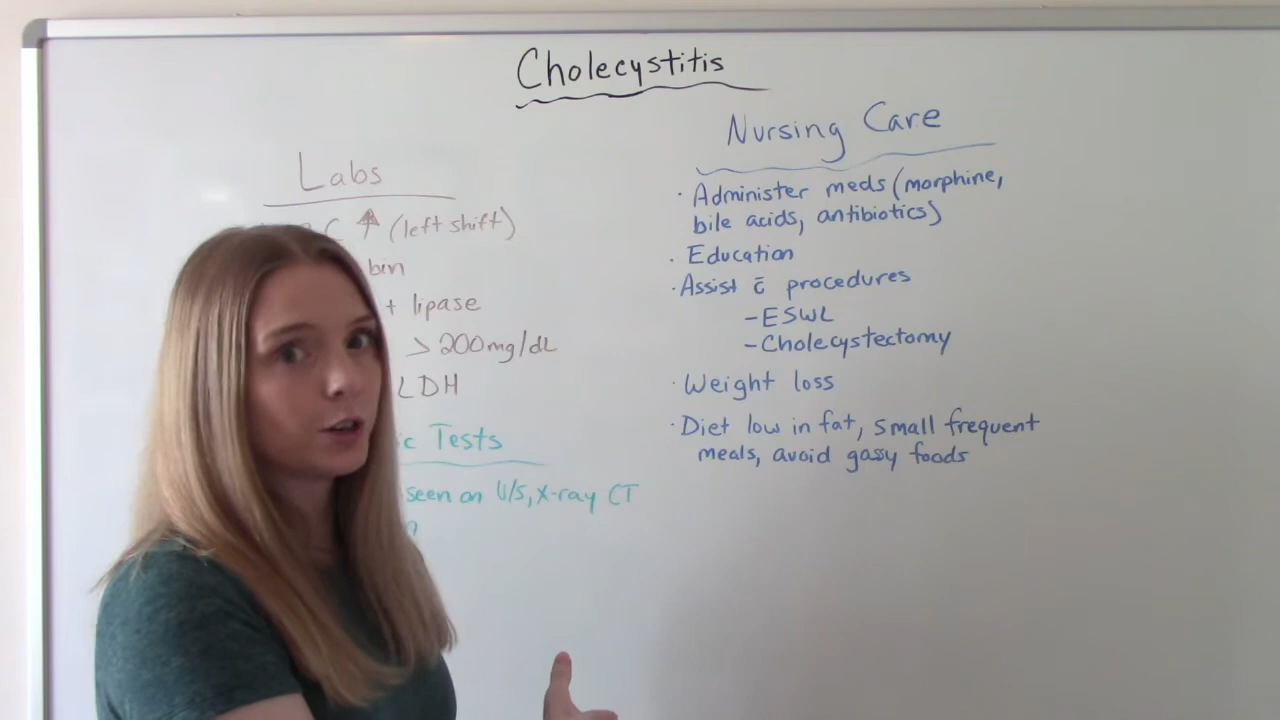 Cholecystitis
Labs
C ↑ (left shift)
bin
+ lipase
> 200mg/dL
LDH
c Tests
seen on U/S, X-ray CT
Nursing Care
· Administer meds (morphine,
bile acids, antibiotics)
· Education
· Assist c̄ procedures
- ESWL
- Cholecystectomy
· Weight loss
· Diet low in fat, small frequent
meals, avoid gassy foods